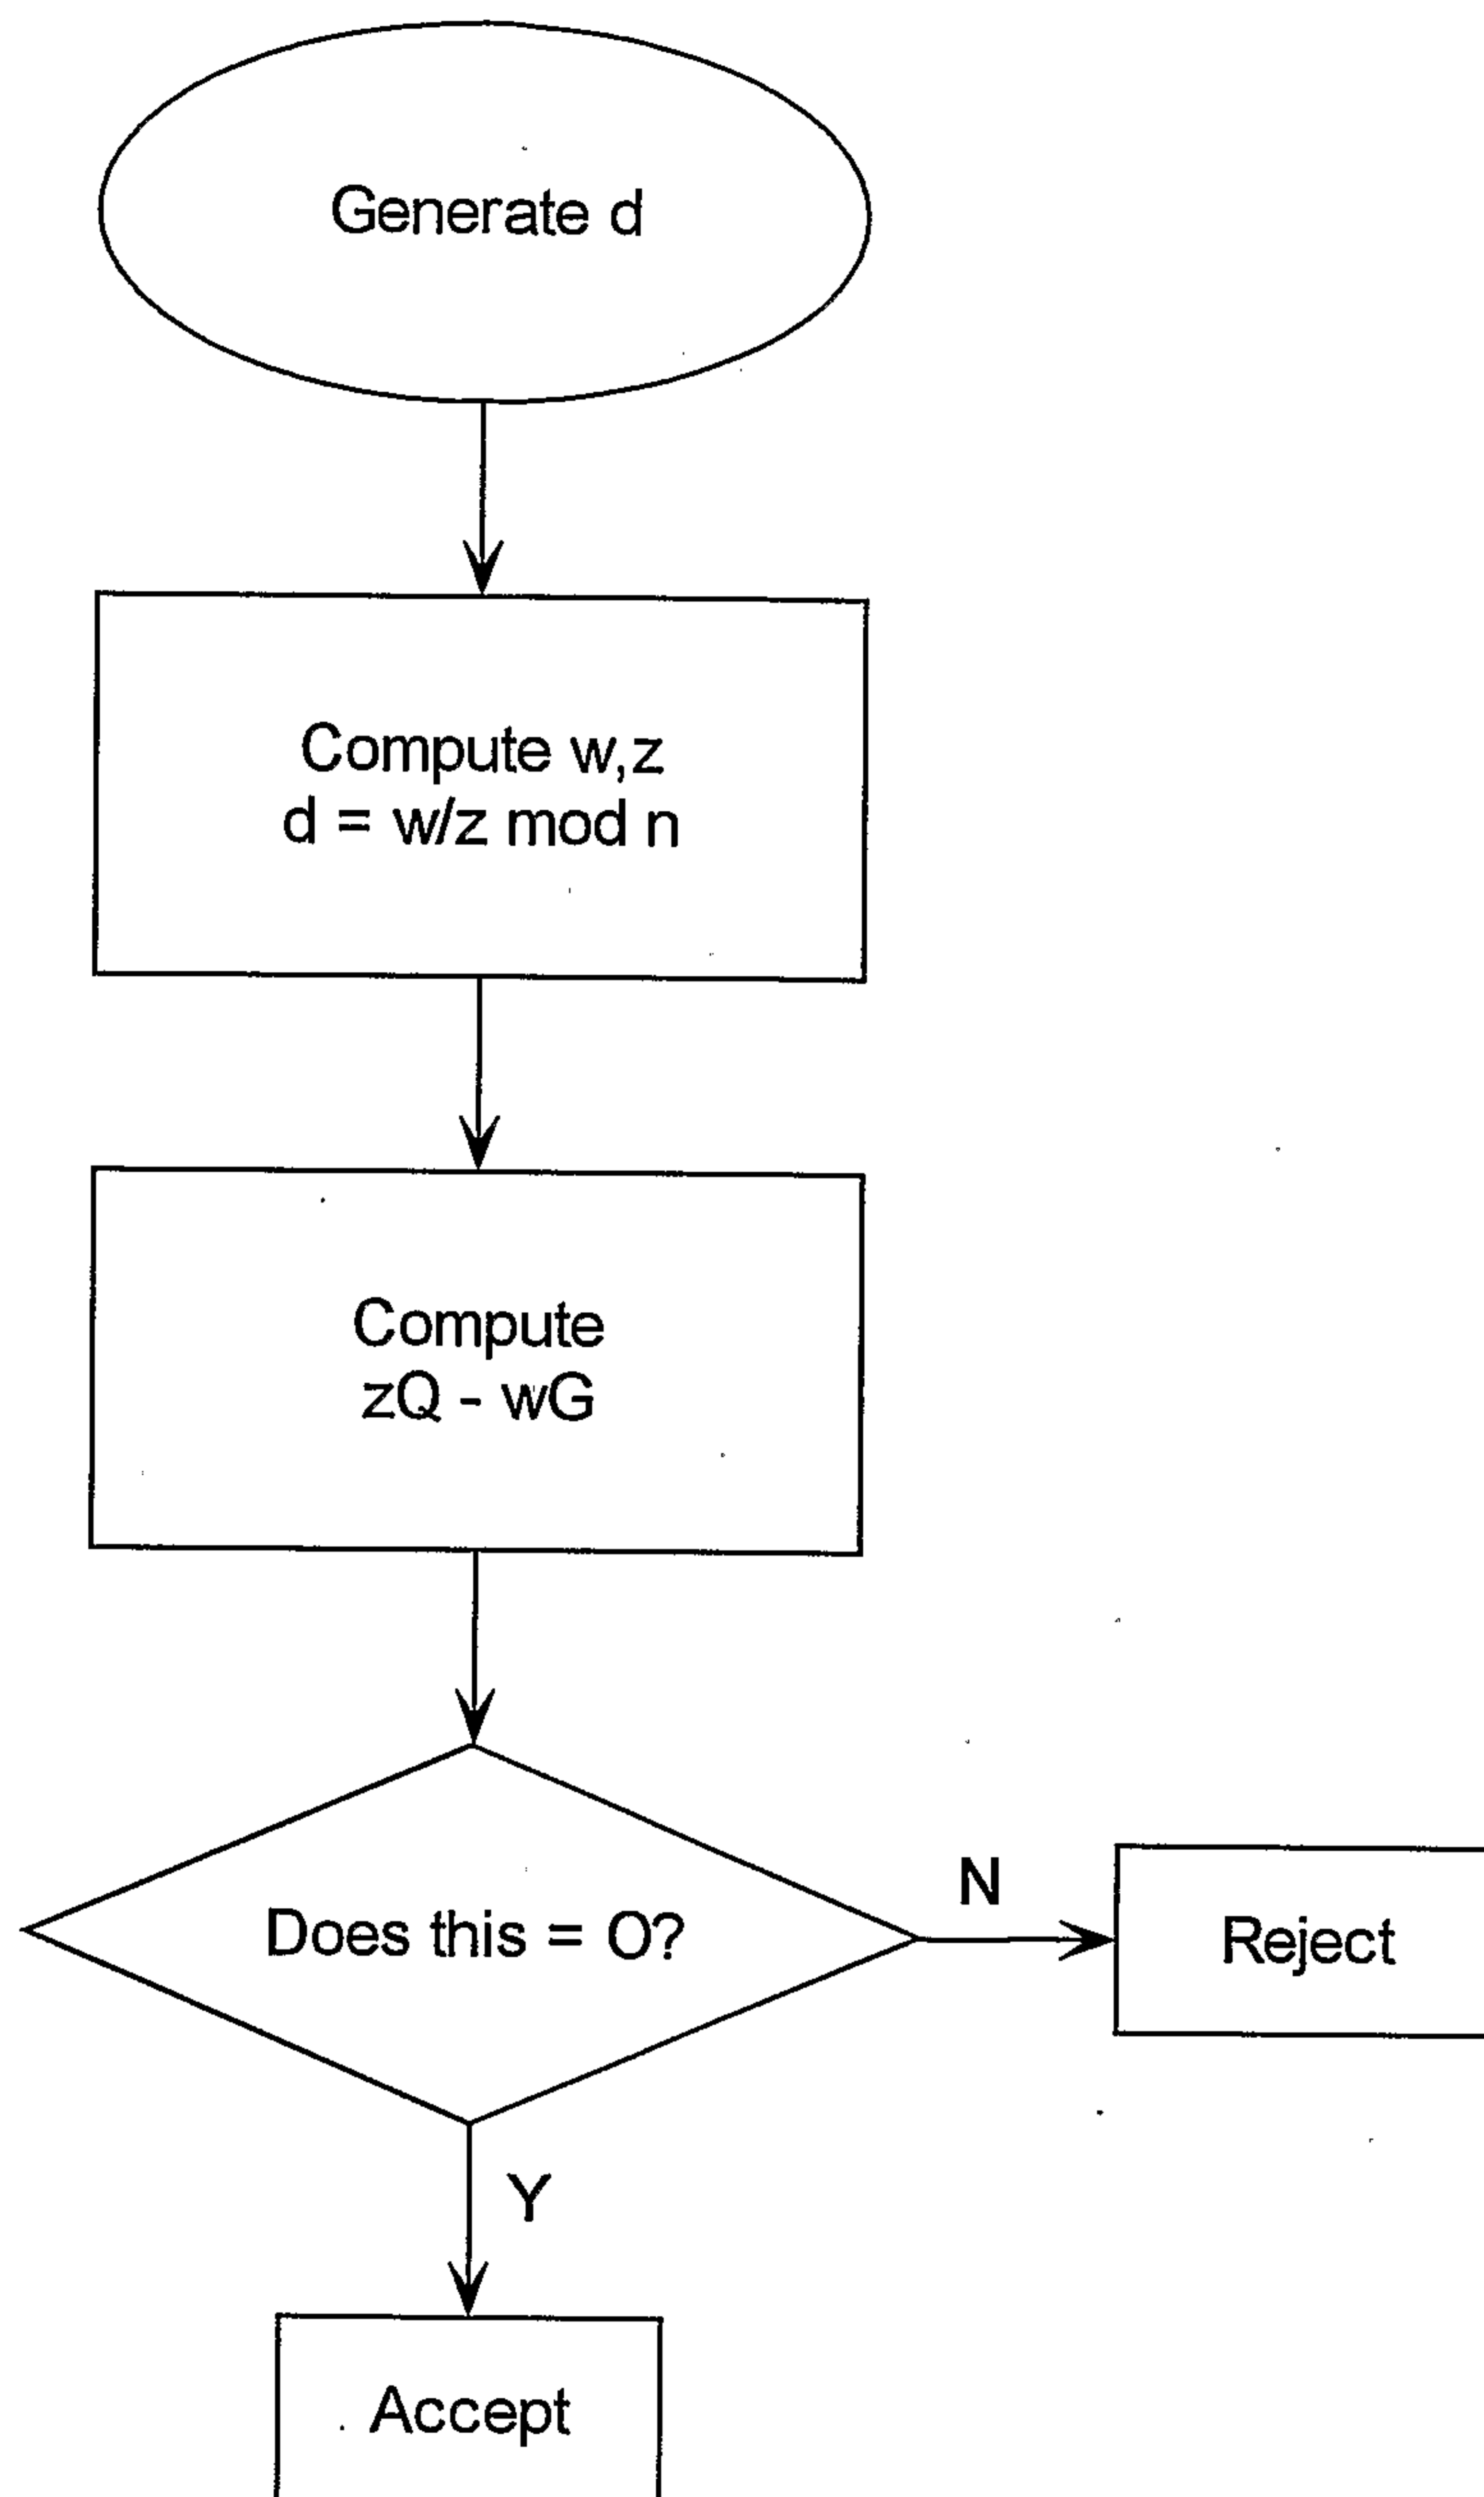 Generate d
Compute w,z
d = w/z mod n
Compute
zQ - wG
Does this = O?
N
Reject
Y
Accept